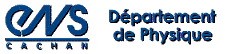 ENS
CACHAN
Département
de Physique